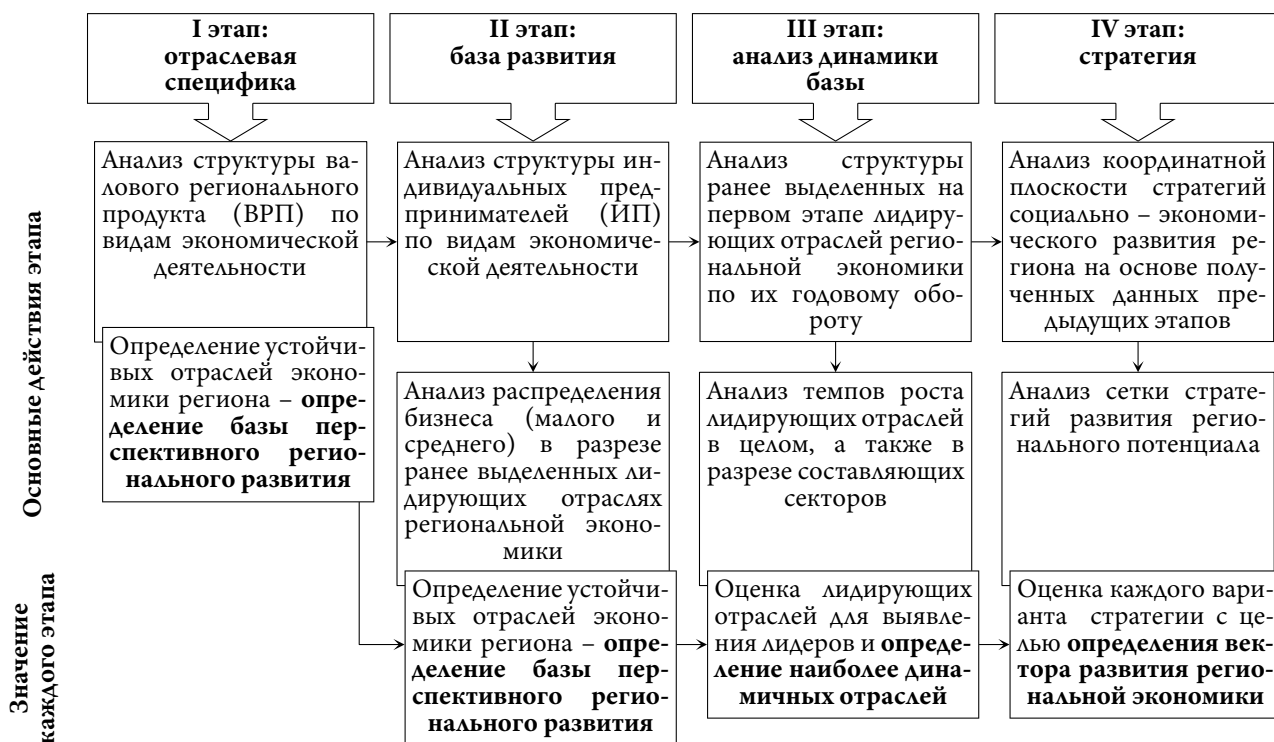 I этап:
отраслевая
специфика
II этап:
база развития
III этап:
анализ динамики
базы
IV этап:
стратегия
Основные действия этапа
Анализ структуры ва-
лового регионального
продукта (ВРП) по
видам экономической
деятельности
Анализ структуры ин-
дивидуальных пред-
принимателей (ИП)
по видам экономиче-
ской деятельности
Анализ структуры
ранее выделенных на
первом этапе лидиру-
ющих отраслей регио-
нальной экономики
по их годовому обо-
роту
Анализ координатной
плоскости стратегий
социально – экономи-
ческого развития ре-
гиона на основе полу-
ченных данных пре-
дыдущих этапов
Определение устойчи-
вых отраслей эконо-
мики региона – опре-
деление базы пер-
спективного регио-
нального развития
Анализ распределения
бизнеса (малого и
среднего) в разрезе
ранее выделенных ли-
дирующих отраслях
региональной эконо-
мики
Анализ темпов роста
лидирующих отраслей
в целом, а также в
разрезе составляющих
секторов
Анализ сетки страте-
гий развития реги-
онального потенциала
Значение
каждого этапа
Определение устойчи-
вых отраслей эконо-
мики региона – опре-
деление базы пер-
спективного регио-
нального развития
Оценка лидирующих
отраслей для выявле-
ния лидеров и опреде-
ление наиболее дина-
мичных отраслей
Оценка каждого вари-
анта стратегии с це-
лью определения век-
тора развития регио-
нальной экономики